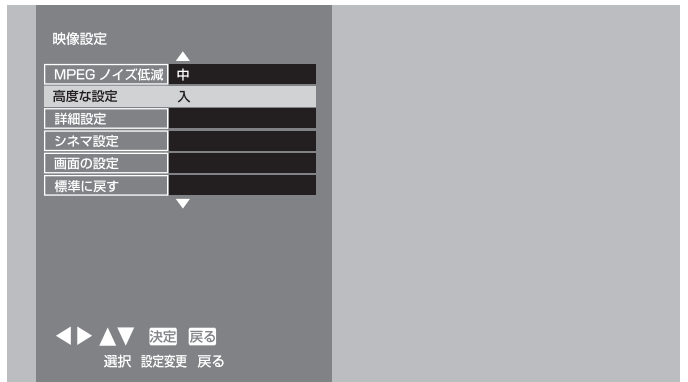 映像設定
MPEG ノイズ低減 中
高度な設定 入
詳細設定
シネマ設定
画面の設定
標準に戻す
決定 戻る
選択 設定変更 戻る